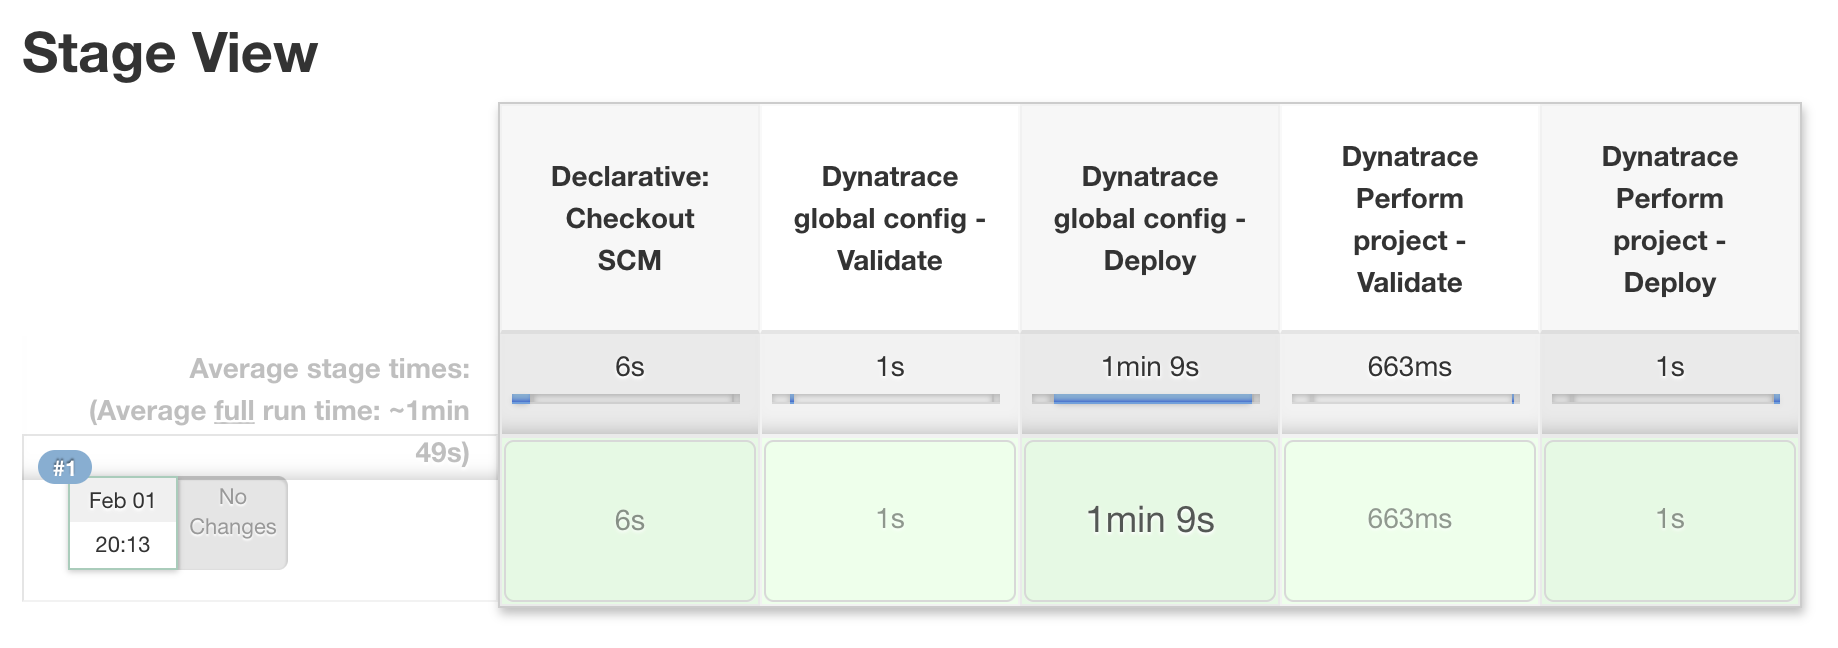 Stage View
Declarative:
Checkout
SCM
Dynatrace
global config -
Validate
Dynatrace
global config -
Deploy
Dynatrace
Perform
project -
Validate
Dynatrace
Perform
project -
Deploy
Average stage times:
(Average full run time: ~1min
49s)
6s
1s
1min 9s
663ms
1s
#1
Feb 01
20:13
No
Changes
6s
1s
1min 9s
663ms
1s